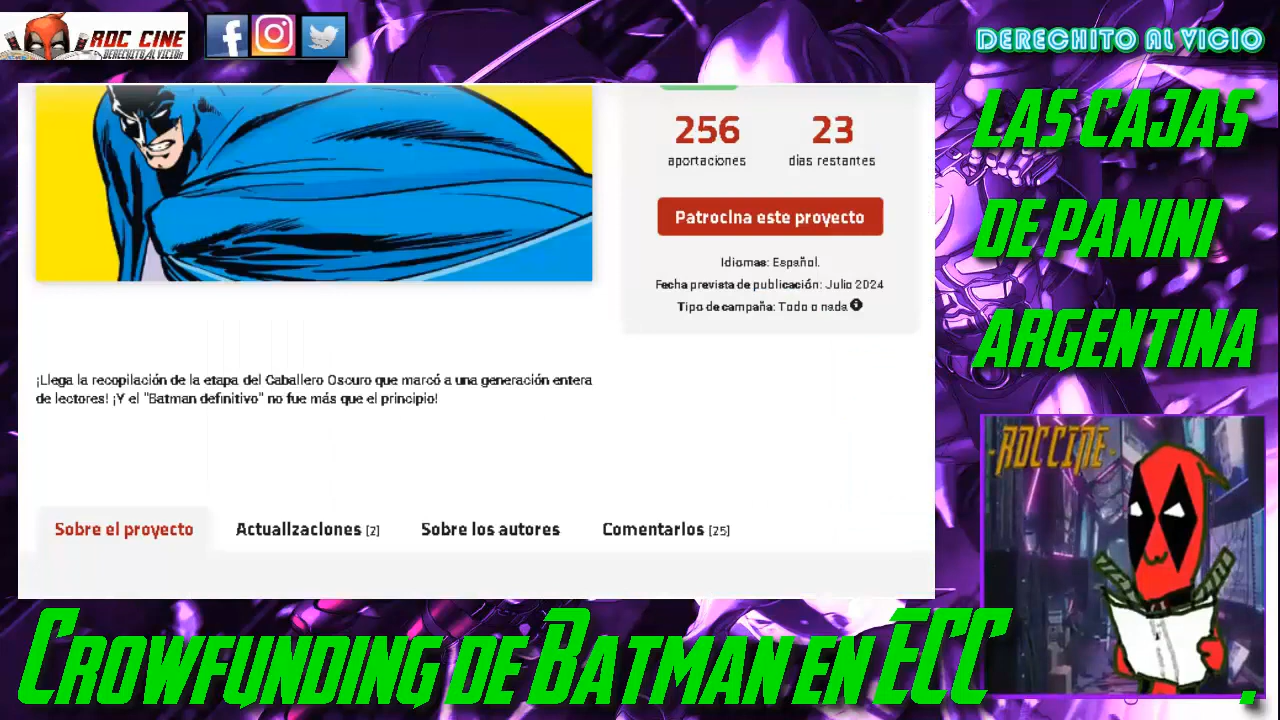 ROC CINE
DERECHITO AL VICIO
DERECHITO AL VICIO
LAS CAJAS
DE PANINI
ARGENTINA
256
aportaciones
23
días restantes
Patrocina este proyecto
Idiomas: Español.
Fecha prevista de publicación: Julio 2024
Tipo de campaña: Todo o nada
¡Llega la recopilación de la etapa del Caballero Oscuro que marcó a una generación entera
de lectores! ¡Y el "Batman definitivo" no fue más que el principio!
Sobre el proyecto
Actualizaciones [2]
Sobre los autores
Comentarios [25]
-ROC CINE-
Crowfunding de Batman en ECC .